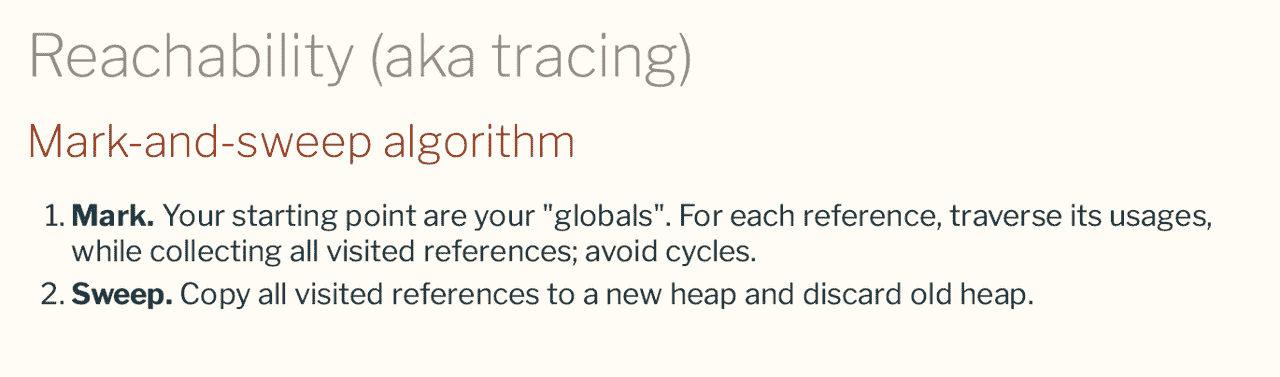 Reachability (aka tracing)
Mark-and-sweep algorithm
1. Mark. Your starting point are your "globals". For each reference, traverse its usages,
while collecting all visited references; avoid cycles.
2. Sweep. Copy all visited references to a new heap and discard old heap.